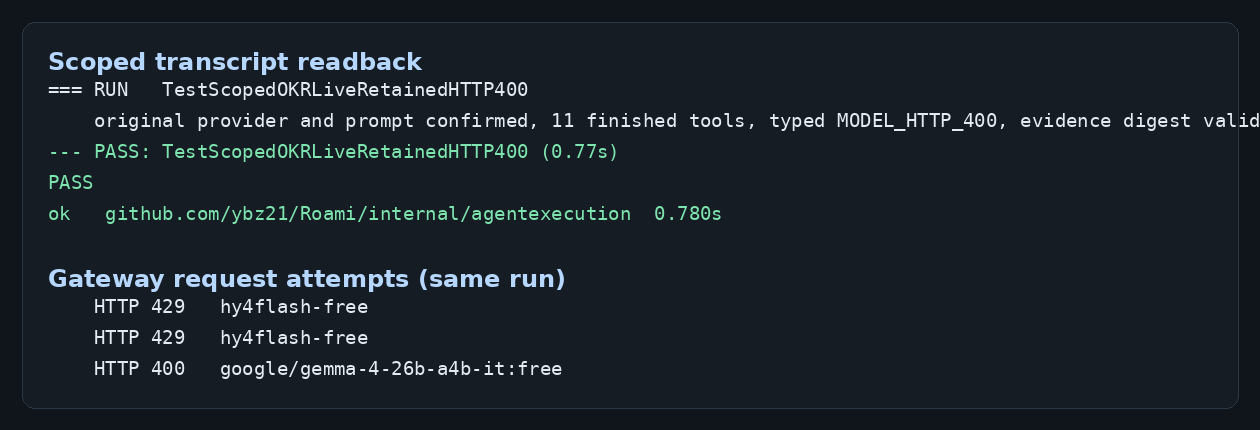 Scoped transcript readback
=== RUN   TestScopedOKRLiveRetainedHTTP400
    original provider and prompt confirmed, 11 finished tools, typed MODEL_HTTP_400, evidence digest valid
--- PASS: TestScopedOKRLiveRetainedHTTP400 (0.77s)
PASS
ok   github.com/ybz21/Roami/internal/agentexecution  0.780s
Gateway request attempts (same run)
    HTTP 429   hy4flash-free
    HTTP 429   hy4flash-free
    HTTP 400   google/gemma-4-26b-a4b-it:free